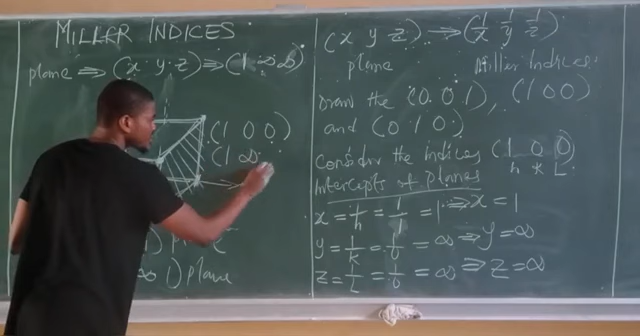 MILLER INDICES
plane ⇒ (x y z) ⇒ (1 ∞ ∞)
(1 0 0)
(1 ∞
) plane
∞ () plane
(x y z) → (1/x 1/y 1/z)
plane Miller Indices
Draw the (0. 0. 1), (1 0 0)
and (0 1 0)
Consider the indices (1 0 0)
h K L
Intercepts of planes
x = 1/h = 1/1 = 1 ⇒ x = 1
y = 1/k = 1/0 = ∞ ⇒ y = ∞
z = 1/L = 1/0 = ∞ ⇒ z = ∞